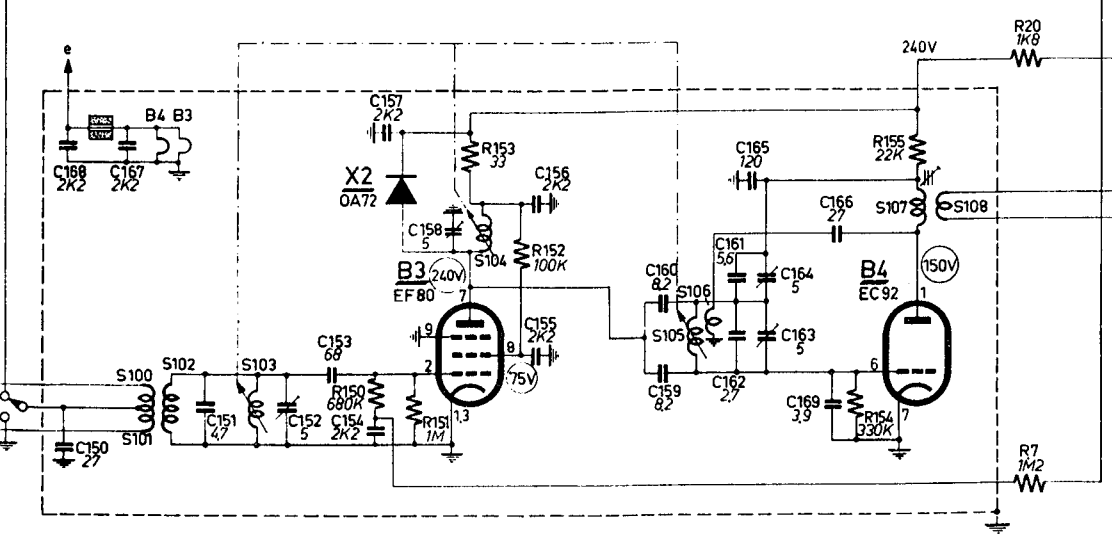 R20
1K8
240V
e
B4 B3
C168
2K2
C167
2K2
C157
2K2
R153
33
X2
OA72
C156
2K2
C158
5
S104
R152
100K
B3
EF80
240V
7
9
8
2
1,3
75V
C155
2K2
C165
120
R155
22K
C166
27
S107
S108
C161
5,6
C164
5
C160
8,2
S106
S105
C163
5
C159
8,2
C162
2,7
B4
EC92
150V
1
6
7
C169
3,9
R154
330K
S100
S102
S101
C150
27
C151
4,7
S103
C152
5
C153
68
R150
680K
C154
2K2
R151
1M
R7
1M2